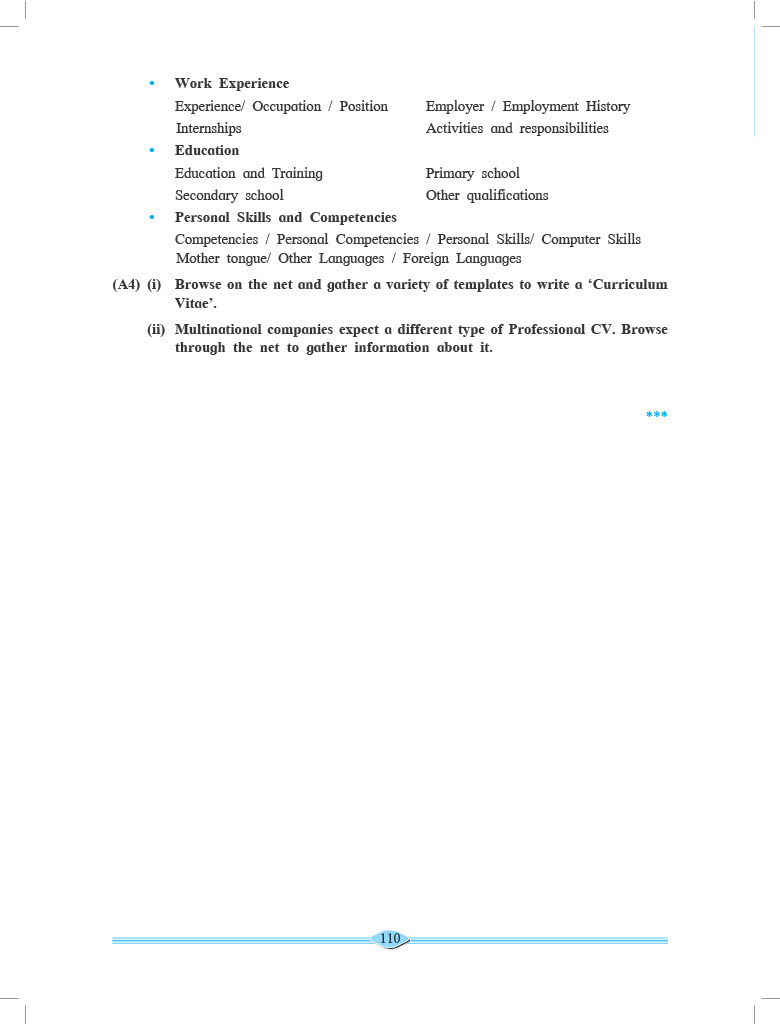 • Work Experience
Experience/ Occupation / Position Employer / Employment History
Internships Activities and responsibilities
• Education
Education and Training Primary school
Secondary school Other qualifications
• Personal Skills and Competencies
Competencies / Personal Competencies / Personal Skills/ Computer Skills
Mother tongue/ Other Languages / Foreign Languages
(A4) (i) Browse on the net and gather a variety of templates to write a ‘Curriculum
Vitae’.
(ii) Multinational companies expect a different type of Professional CV. Browse
through the net to gather information about it.
***
110